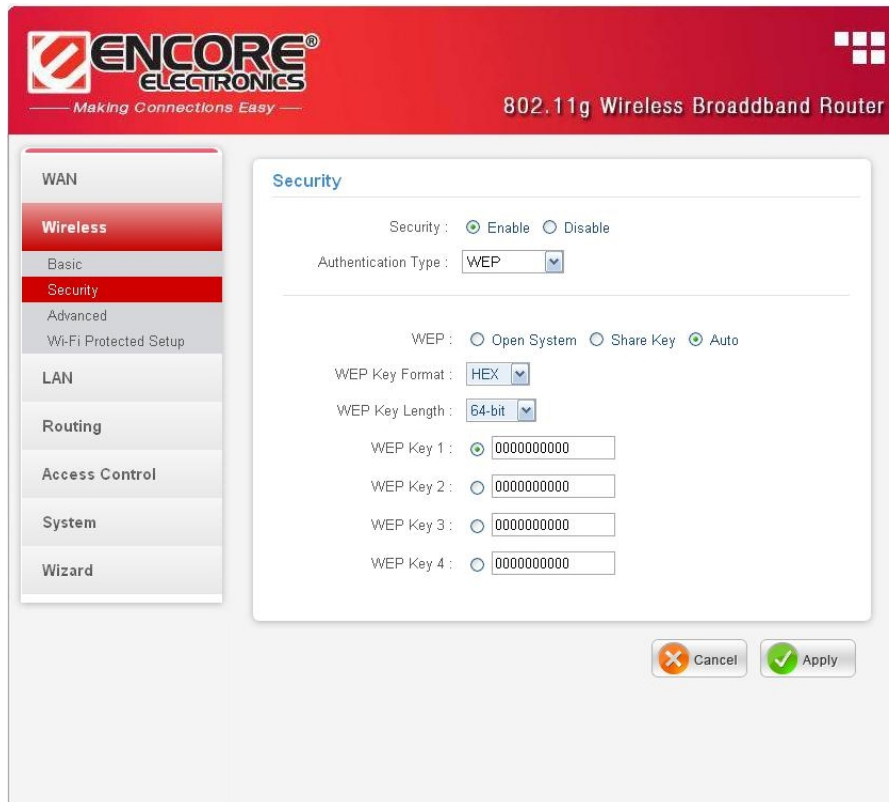 ENCORE®
ELECTRONICS
Making Connections Easy
802.11g Wireless Broaddband Router
WAN
Wireless
Basic
Security
Advanced
Wi-Fi Protected Setup
LAN
Routing
Access Control
System
Wizard
Security
Security : Enable Disable
Authentication Type : WEP
WEP : Open System Share Key Auto
WEP Key Format : HEX
WEP Key Length : 64-bit
WEP Key 1 : 0000000000
WEP Key 2 : 0000000000
WEP Key 3 : 0000000000
WEP Key 4 : 0000000000
Cancel Apply